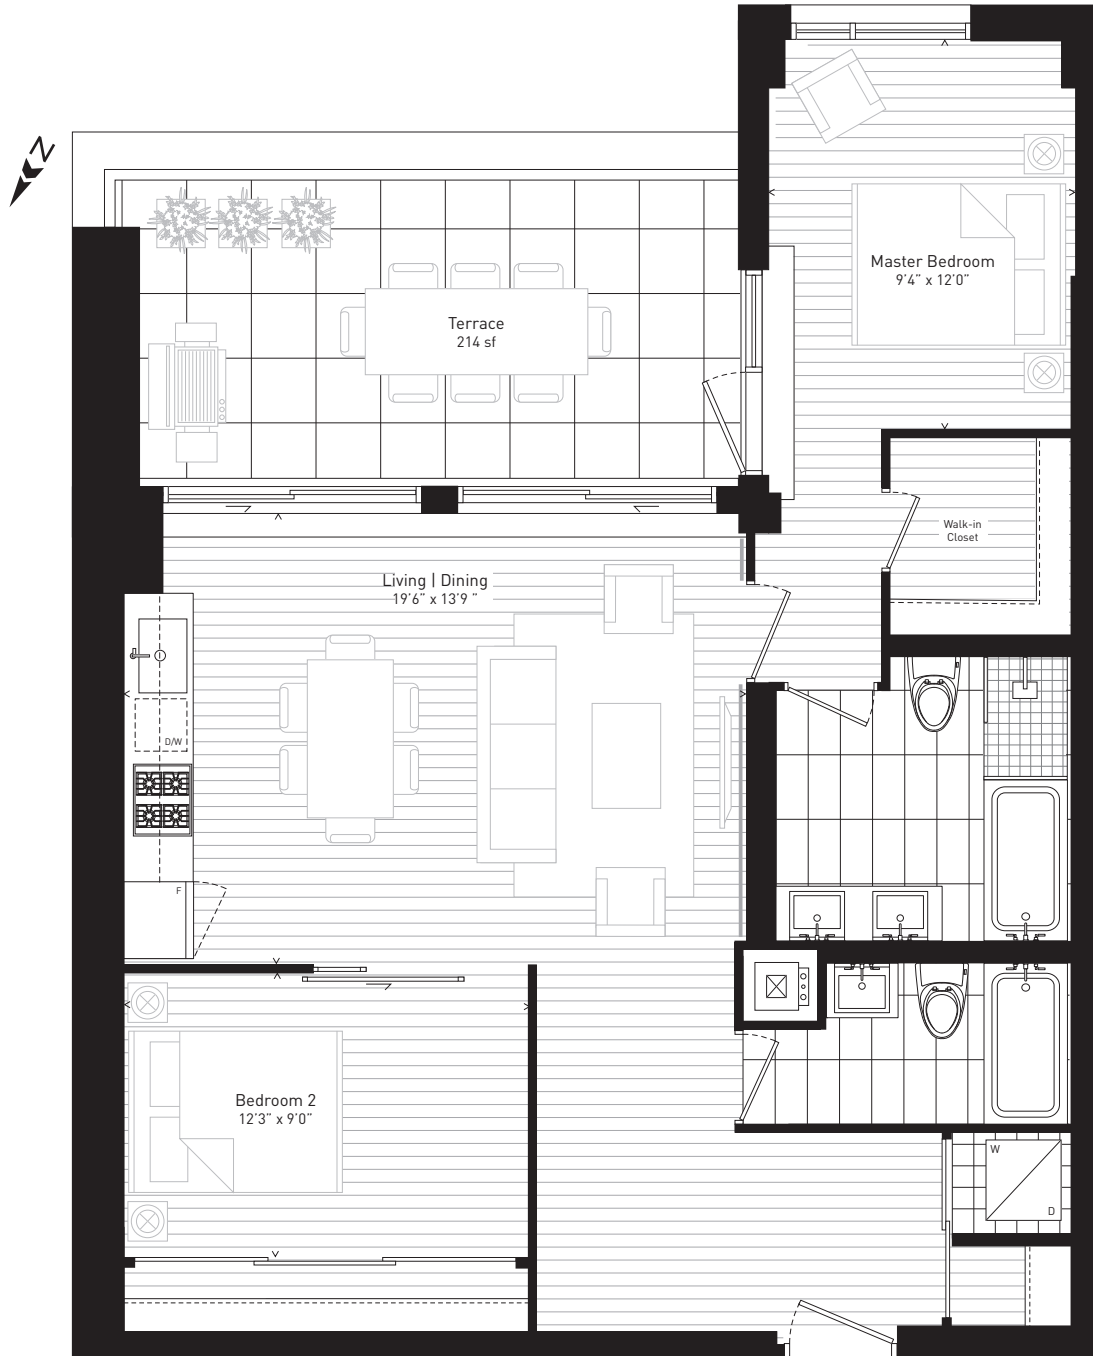 N
Master Bedroom
9'4" x 12'0"
Terrace
214 sf
Walk-in
Closet
Living | Dining
19'6" x 13'9 "
D/W
F
Bedroom 2
12'3" x 9'0"
W
D